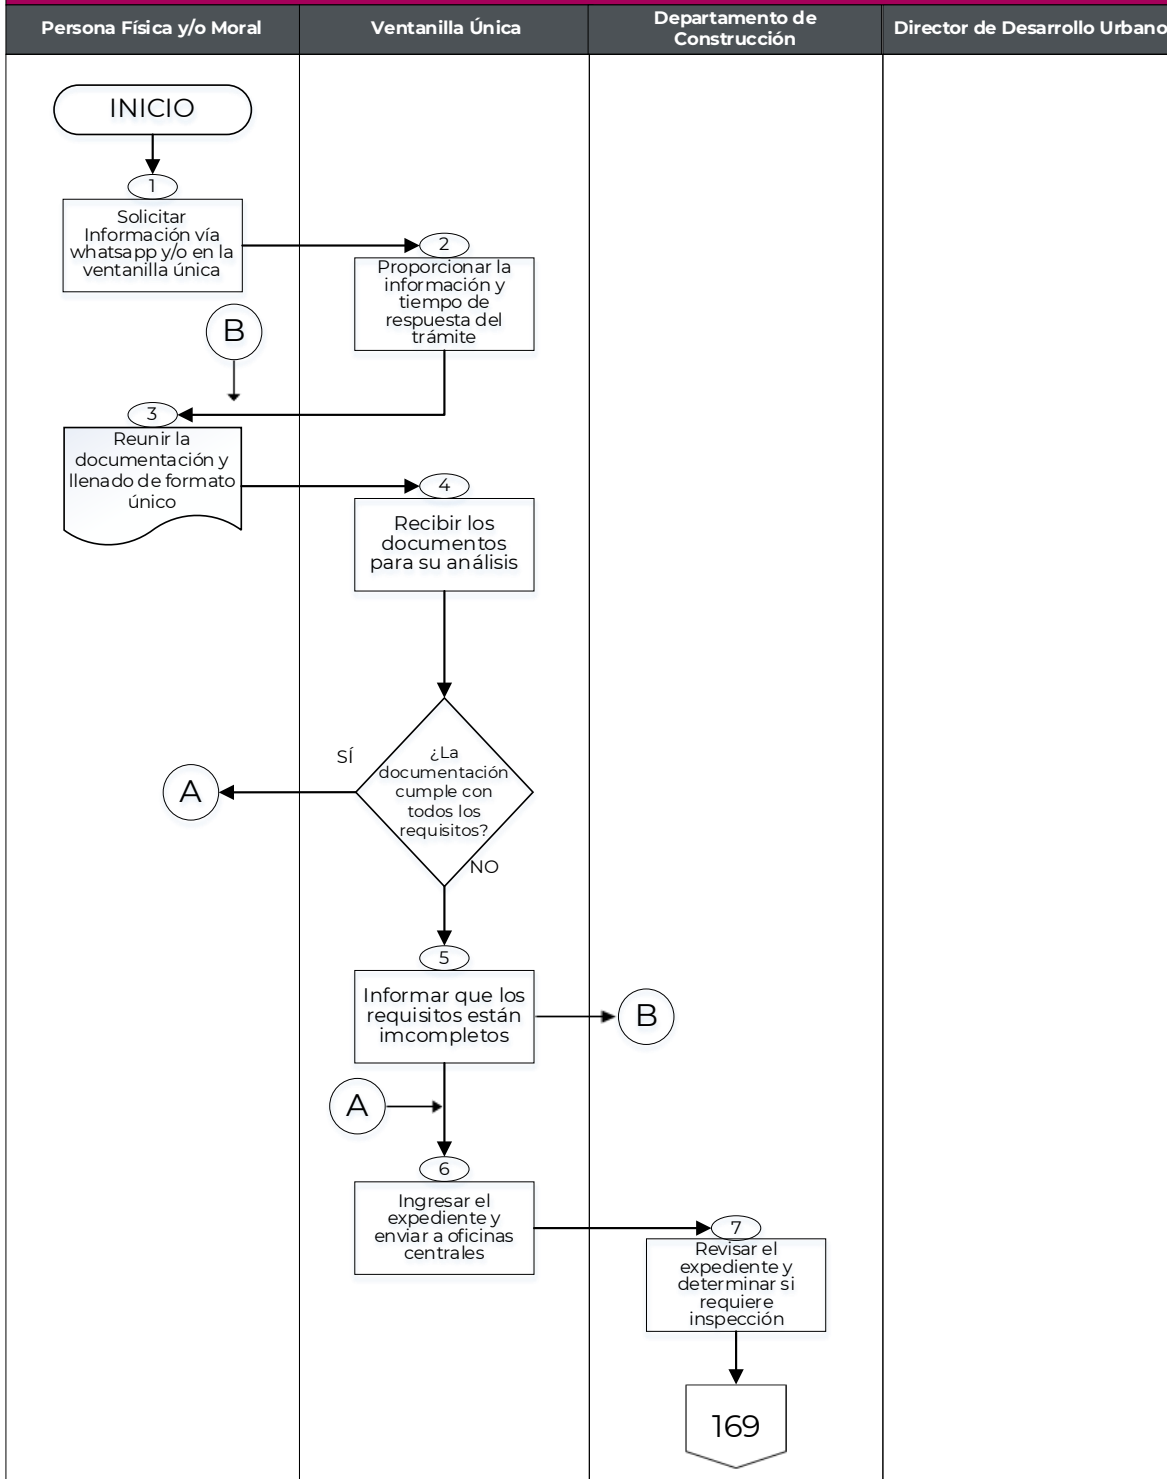 Persona Física y/o Moral
Ventanilla Única
Departamento de
Construcción
Director de Desarrollo Urbano
INICIO
1
Solicitar
Información vía
whatsapp y/o en la
ventanilla única
2
Proporcionar la
información y
tiempo de
respuesta del
trámite
B
3
Reunir la
documentación y
llenado de formato
único
4
Recibir los
documentos
para su análisis
SÍ
¿La
documentación
cumple con
todos los
requisitos?
A
NO
5
Informar que los
requisitos están
imcompletos
B
A
6
Ingresar el
expediente y
enviar a oficinas
centrales
7
Revisar el
expediente y
determinar si
requiere
inspección
169